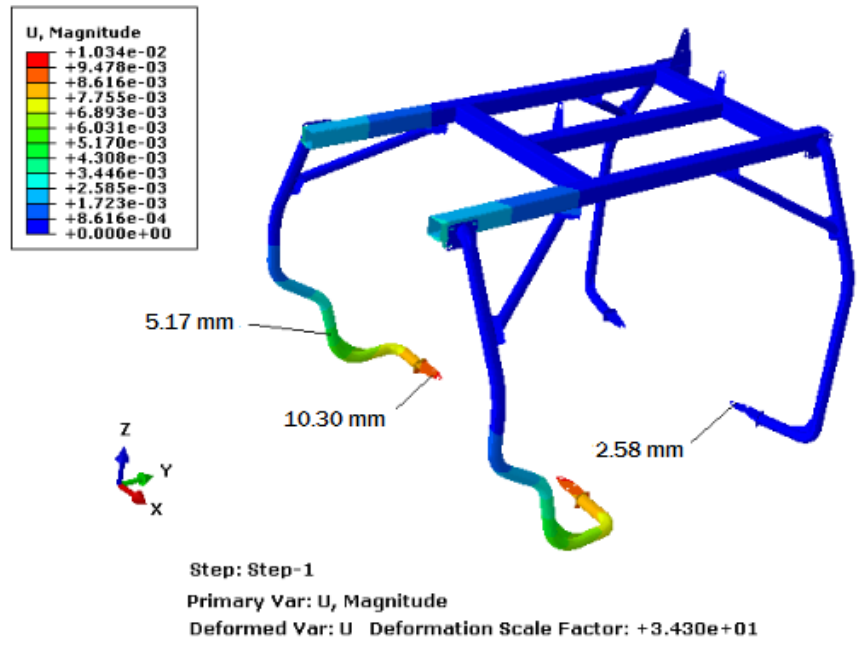 U, Magnitude
+1.034e-02
+9.478e-03
+8.616e-03
+7.755e-03
+6.893e-03
+6.031e-03
+5.170e-03
+4.308e-03
+3.446e-03
+2.585e-03
+1.723e-03
+8.616e-04
+0.000e+00
5.17 mm
10.30 mm
2.58 mm
Z
Y
X
Step: Step-1
Primary Var: U, Magnitude
Deformed Var: U Deformation Scale Factor: +3.430e+01